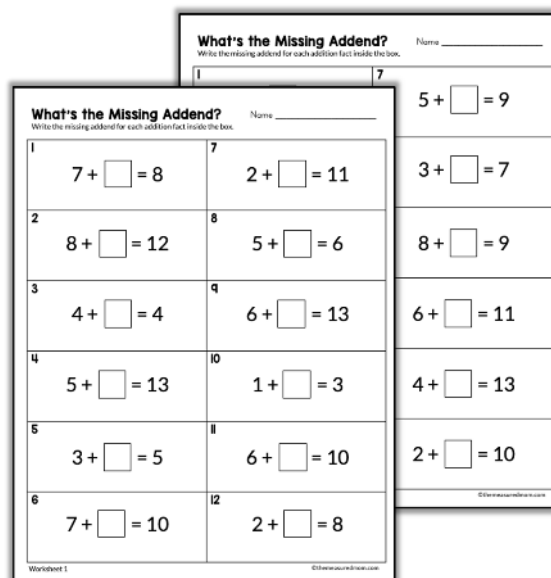 What's the Missing Addend? Name
Write the missing addend for each addition fact inside the box.
1
7
5 + = 9
3 + = 7
8 + = 9
6 + = 11
4 + = 13
2 + = 10
©themeasuredmom.com
What's the Missing Addend? Name
Write the missing addend for each addition fact inside the box.
1
7 + = 8
7
2 + = 11
2
8 + = 12
8
5 + = 6
3
4 + = 4
9
6 + = 13
4
5 + = 13
10
1 + = 3
5
3 + = 5
11
6 + = 10
6
7 + = 10
12
2 + = 8
Worksheet 1
©themeasuredmom.com